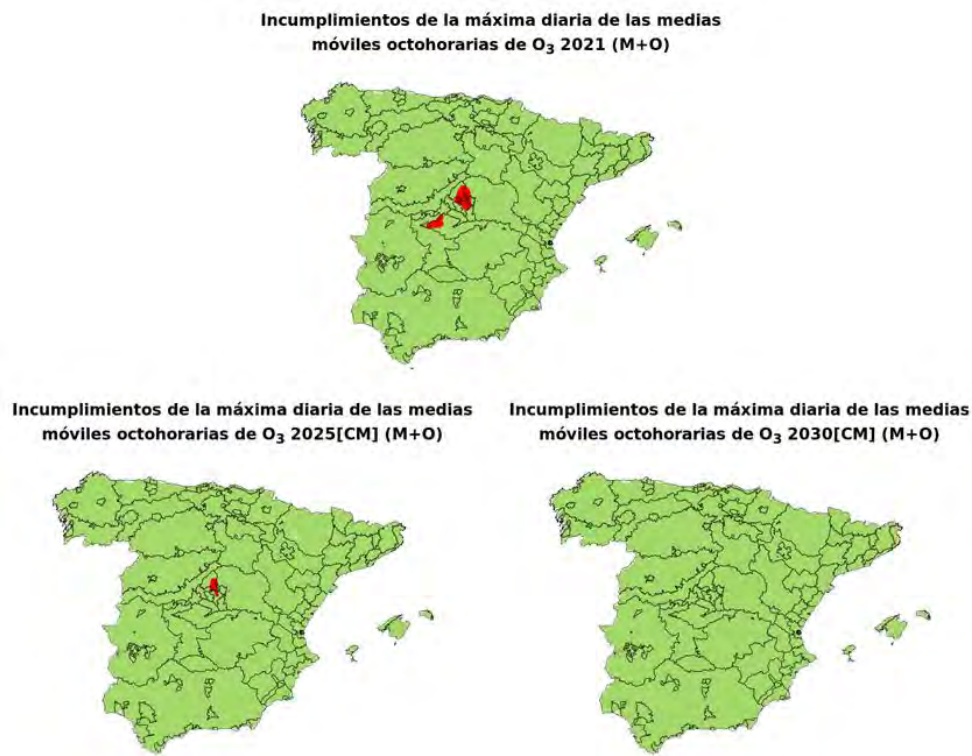 Incumplimientos de la máxima diaria de las medias
móviles octohorarias de O₃ 2021 (M+O)
Incumplimientos de la máxima diaria de las medias
móviles octohorarias de O₃ 2025[CM] (M+O)
Incumplimientos de la máxima diaria de las medias
móviles octohorarias de O₃ 2030[CM] (M+O)